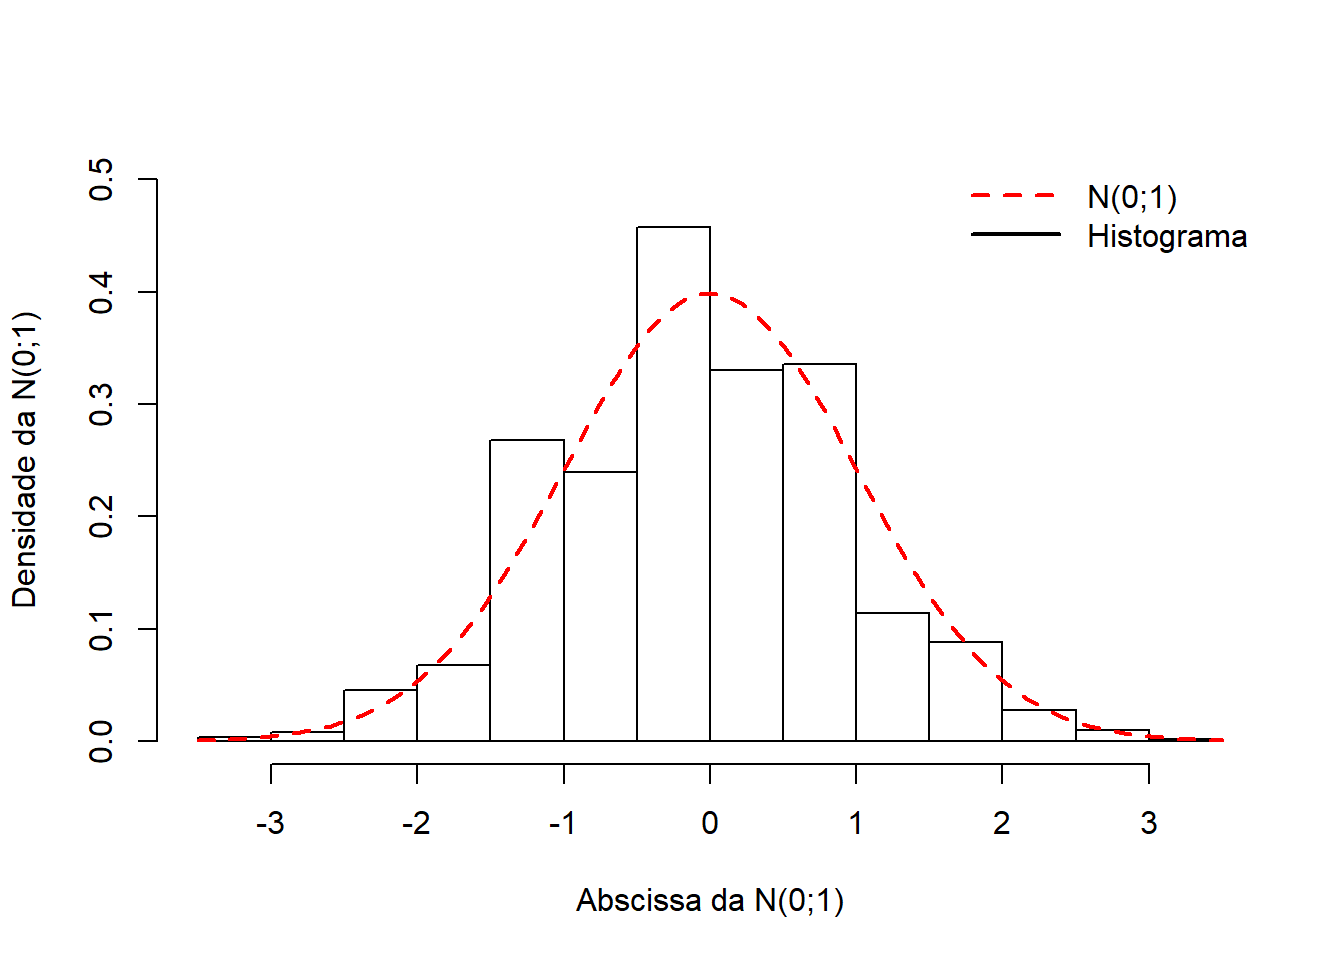 N(0;1)
Histograma
Densidade da N(0;1)
0.5
0.4
0.3
0.2
0.1
0.0
-3 -2 -1 0 1 2 3
Abscissa da N(0;1)